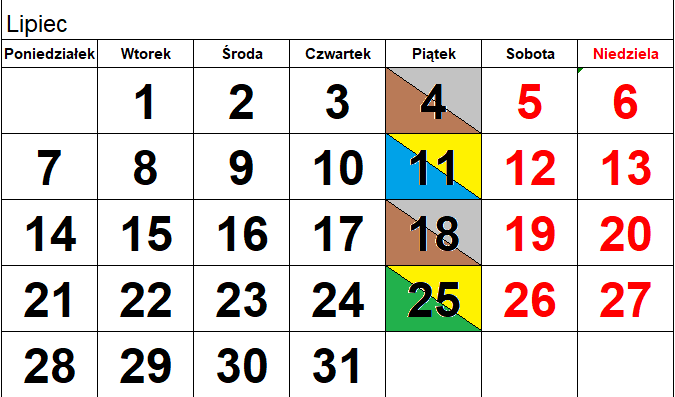 Lipiec
Poniedziałek Wtorek Środa Czwartek Piątek Sobota Niedziela
1 2 3 4 5 6
7 8 9 10 11 12 13
14 15 16 17 18 19 20
21 22 23 24 25 26 27
28 29 30 31